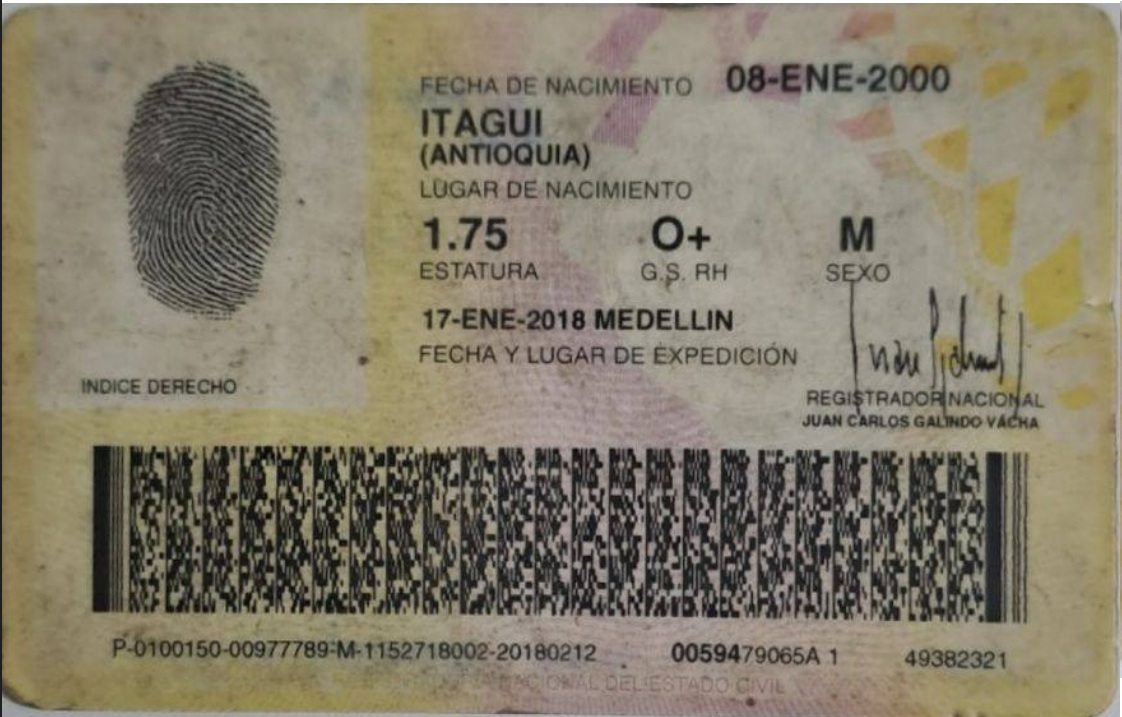 FECHA DE NACIMIENTO 08-ENE-2000
ITAGUI
(ANTIOQUIA)
LUGAR DE NACIMIENTO
1.75 O+ M
ESTATURA G.S. RH SEXO
17-ENE-2018 MEDELLIN
FECHA Y LUGAR DE EXPEDICIÓN
INDICE DERECHO
REGISTRADOR NACIONAL
JUAN CARLOS GALINDO VÁCHA
P-0100150-00977789-M-1152718002-20180212 0059479065A 1 49382321
NACIONAL DEL ESTADO CIVIL